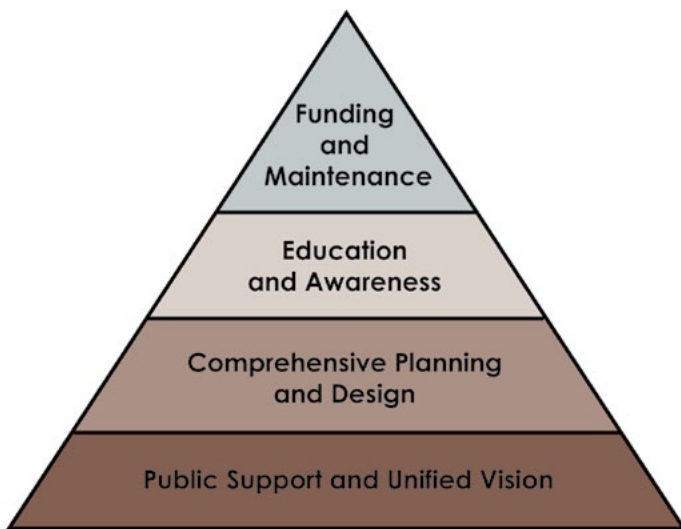 Funding
and
Maintenance
Education
and Awareness
Comprehensive Planning
and Design
Public Support and Unified Vision